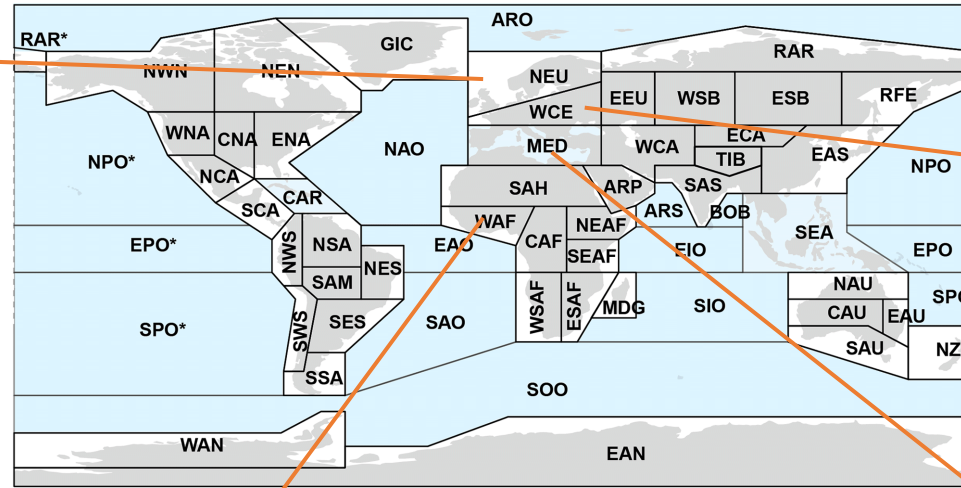 ARO
RAR*
GIC
RAR
NWN
NEN
NEU
EEU
WSB
ESB
RFE
WCE
WNA
CNA
ENA
NAO
MED
WCA
ECA
EAS
TIB
NPO*
NPO
NCA
SAH
ARP
SAS
CAR
SCA
ARS
BOB
WAF
NEAF
SEA
NWS
NSA
EPO*
EAO
CAF
SEAF
EIO
EPO
NES
SAM
NAU
SPO
WSAF
ESAF
MDG
SIO
CAU
EAU
SPO*
SWS
SES
SAO
SAU
NZ
SSA
SOO
WAN
EAN